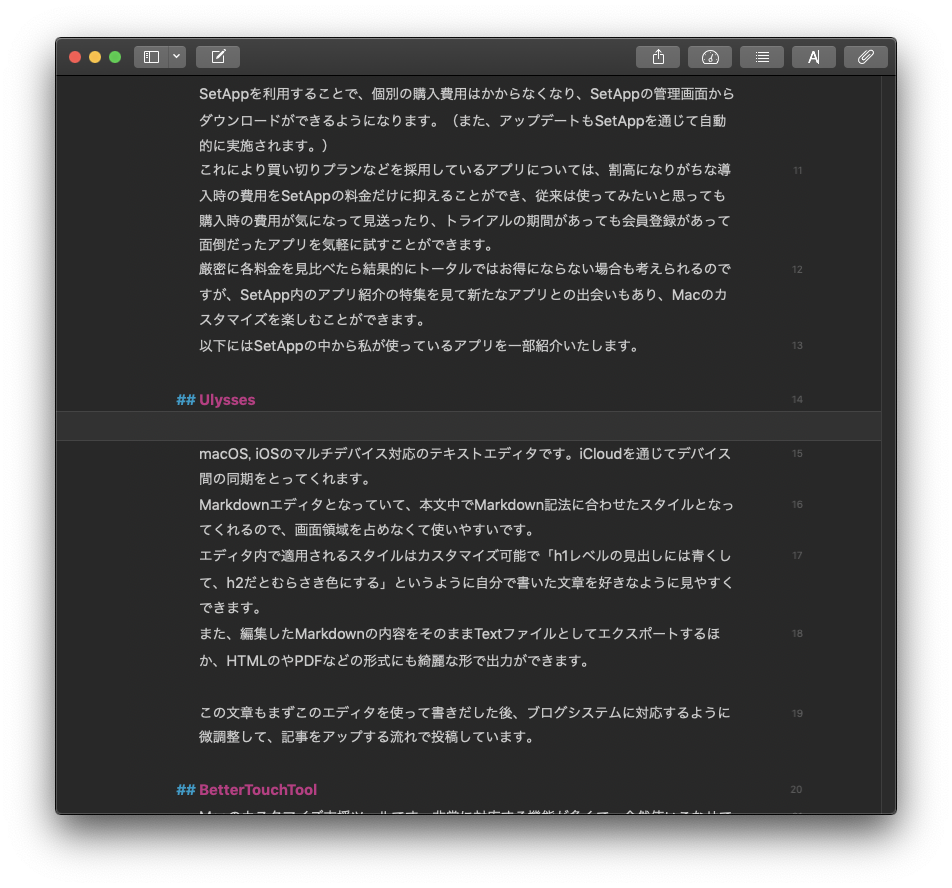 SetAppを利用することで、個別の購入費用はかからなくなり、SetAppの管理画面から
ダウンロードができるようになります。（また、アップデートもSetAppを通じて自動
的に実施されます。）
これにより買い切りプランなどを採用しているアプリについては、割高になりがちな導
11
入時の費用をSetAppの料金だけに抑えることができ、従来は使ってみたいと思っても
購入時の費用が気になって見送ったり、トライアルの期間があっても会員登録があって
面倒だったアプリを気軽に試すことができます。
厳密に各料金を見比べたら結果的にトータルではお得にならない場合も考えられるので
12
すが、SetApp内のアプリ紹介の特集を見て新たなアプリとの出会いもあり、Macのカ
スタマイズを楽しむことができます。
以下にはSetAppの中から私が使っているアプリを一部紹介いたします。
13
## Ulysses
14
macOS, iOSのマルチデバイス対応のテキストエディタです。iCloudを通じてデバイス
15
間の同期をとってくれます。
Markdownエディタとなっていて、本文中でMarkdown記法に合わせたスタイルとなっ
16
てくれるので、画面領域を占めなくて使いやすいです。
エディタ内で適用されるスタイルはカスタマイズ可能で「h1レベルの見出しには青くし
17
て、h2だとむらさき色にする」というように自分で書いた文章を好きなように見やすく
できます。
また、編集したMarkdownの内容をそのままTextファイルとしてエクスポートするほ
18
か、HTMLのやPDFなどの形式にも綺麗な形で出力ができます。
この文章もまずこのエディタを使って書きだした後、ブログシステムに対応するように
19
微調整して、記事をアップする流れで投稿しています。
## BetterTouchTool
20